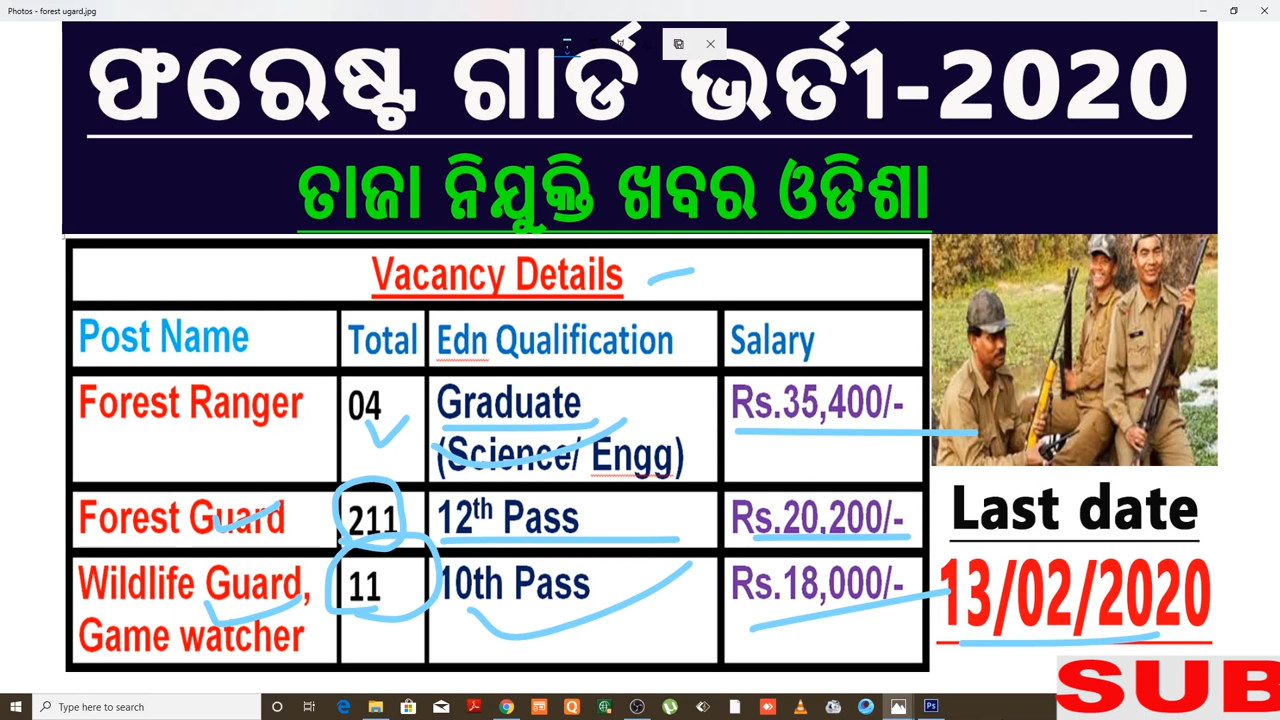 Photos - forest ugard.jpg
ଫରେଷ୍ଟ ଗାର୍ଡ ଭର୍ତୀ-2020
ତାଜା ନିଯୁକ୍ତି ଖବର ଓଡିଶା
Vacancy Details
Post Name Total Edn Qualification Salary
Forest Ranger 04 Graduate Rs.35,400/-
(Science/ Engg)
Forest Guard 211 12th Pass Rs.20,200/-
Wildlife Guard, 11 10th Pass Rs.18,000/-
Game watcher
Last date
13/02/2020
SUB
Type here to search